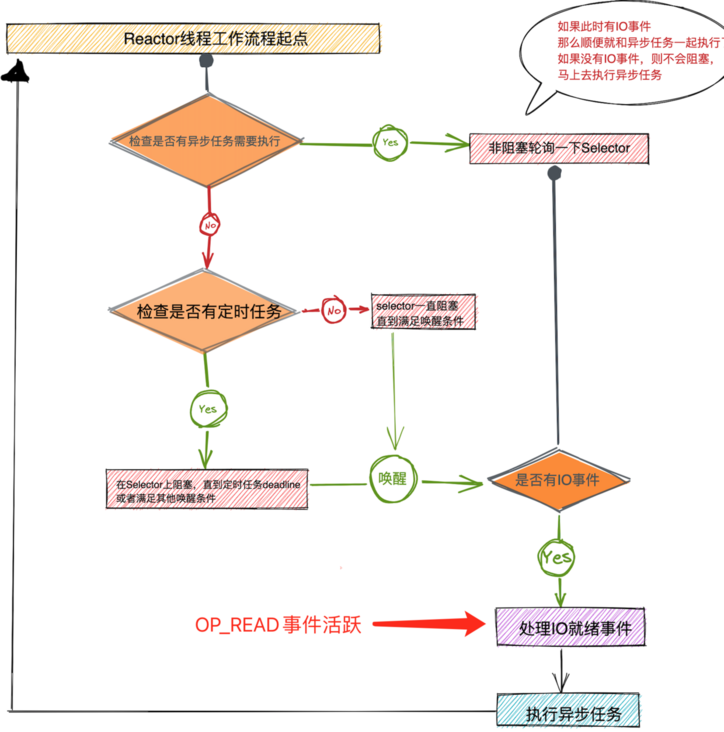 Reactor线程工作流程起点
如果此时有IO事件
那么顺便就和异步任务一起执行了
如果没有IO事件，则不会阻塞，
马上去执行异步任务
检查是否有异步任务需要执行
Yes
非阻塞轮询一下Selector
No
检查是否有定时任务
No
selector一直阻塞
直到满足唤醒条件
Yes
在Selector上阻塞，直到定时任务deadline
或者满足其他唤醒条件
唤醒
是否有IO事件
Yes
OP_READ 事件活跃
处理IO就绪事件
执行异步任务